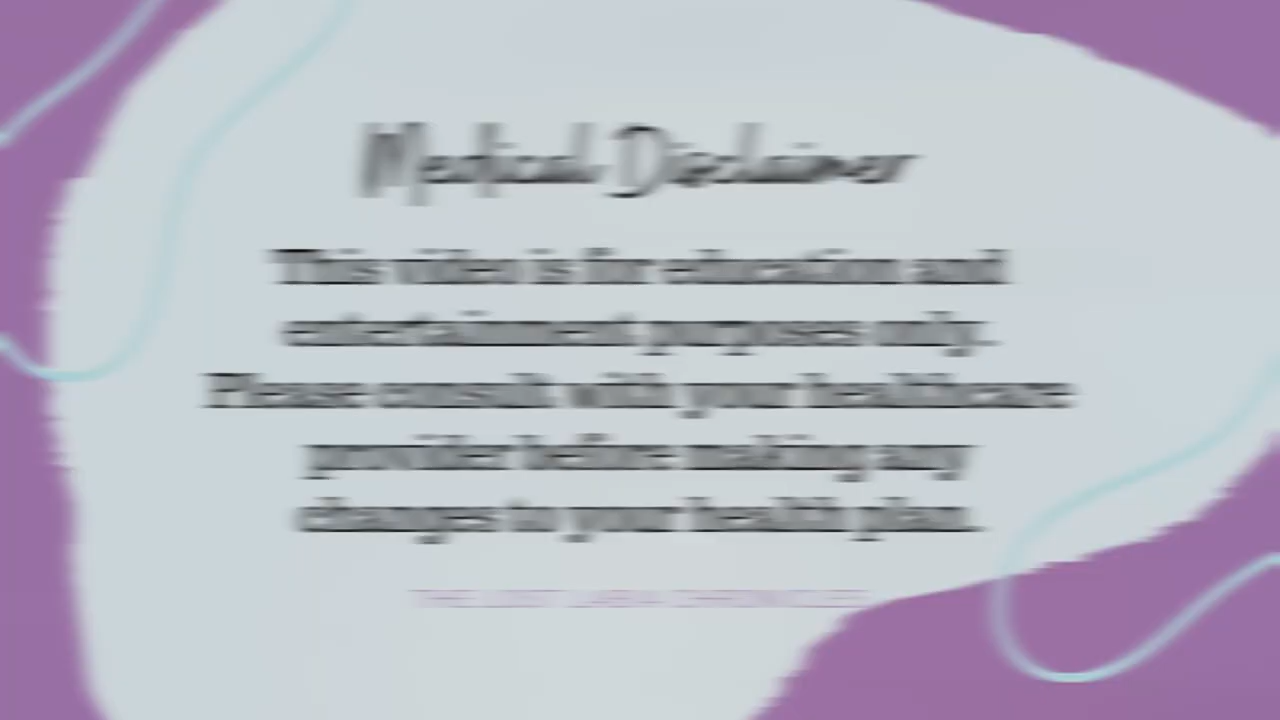 Medical Disclaimer
This video is for education and
entertainment purposes only.
Please consult with your healthcare
provider before making any
changes to your health plan.